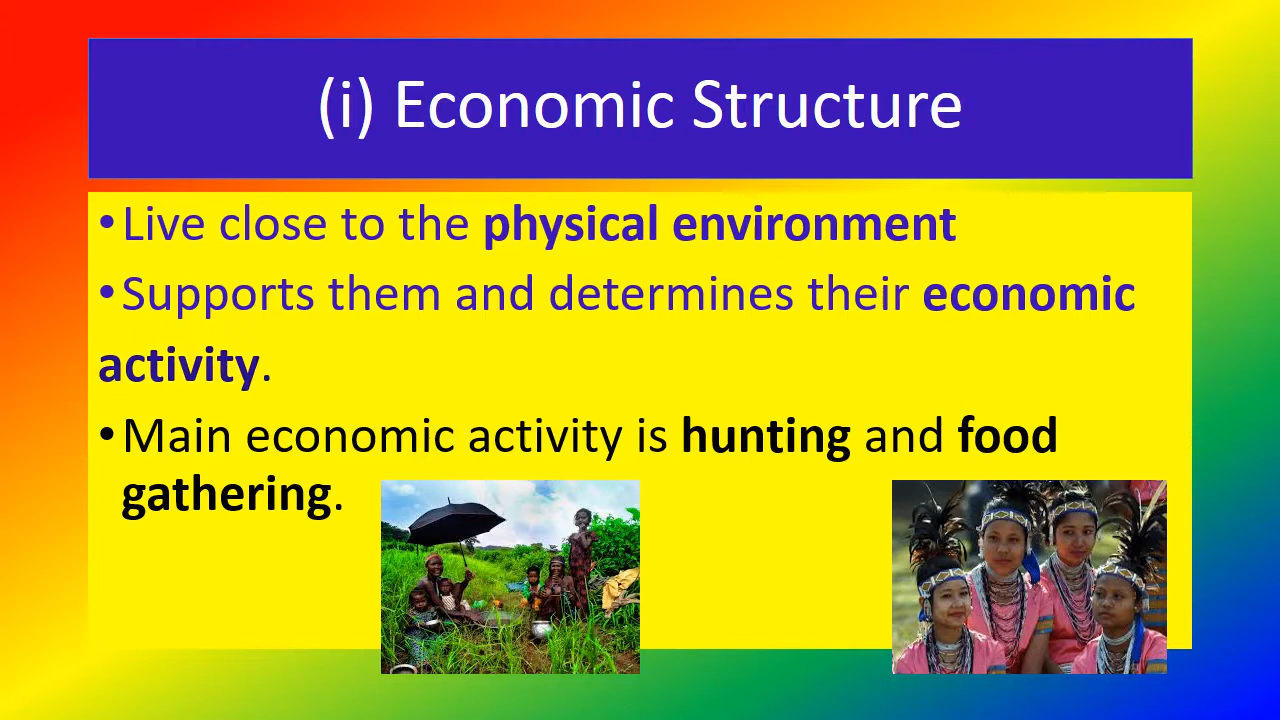 (i) Economic Structure
•Live close to the physical environment
•Supports them and determines their economic
activity.
•Main economic activity is hunting and food
gathering.